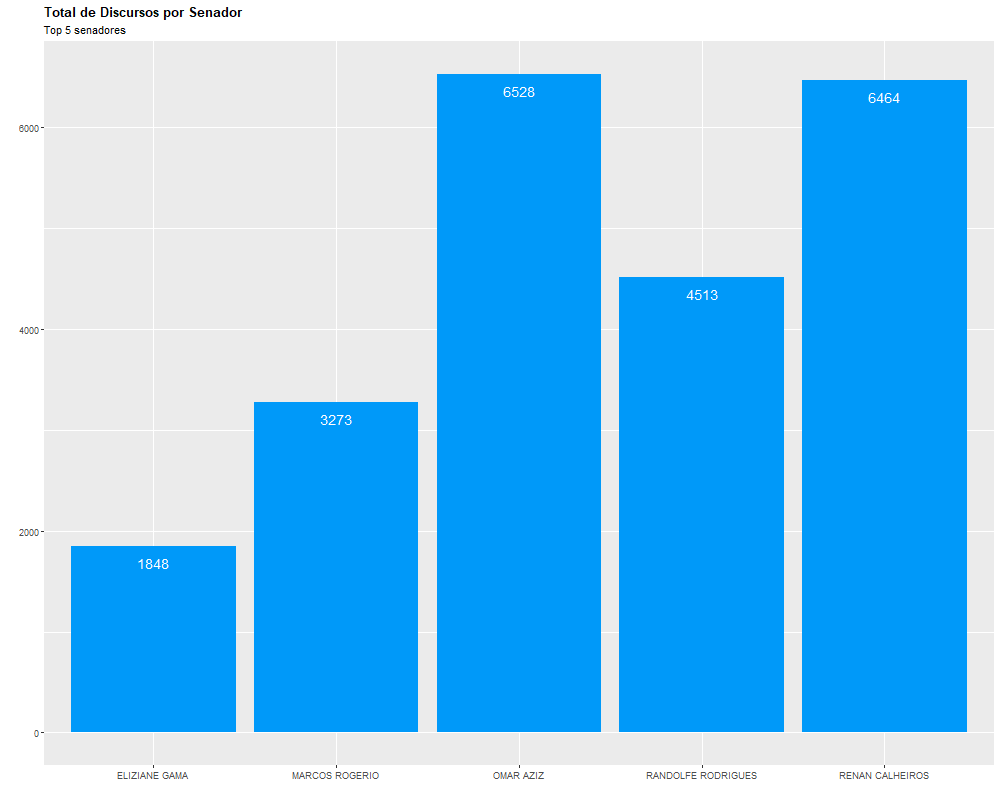 Total de Discursos por Senador
Top 5 senadores
6000
4000
2000
0
1848
3273
6528
4513
6464
ELIZIANE GAMA
MARCOS ROGERIO
OMAR AZIZ
RANDOLFE RODRIGUES
RENAN CALHEIROS